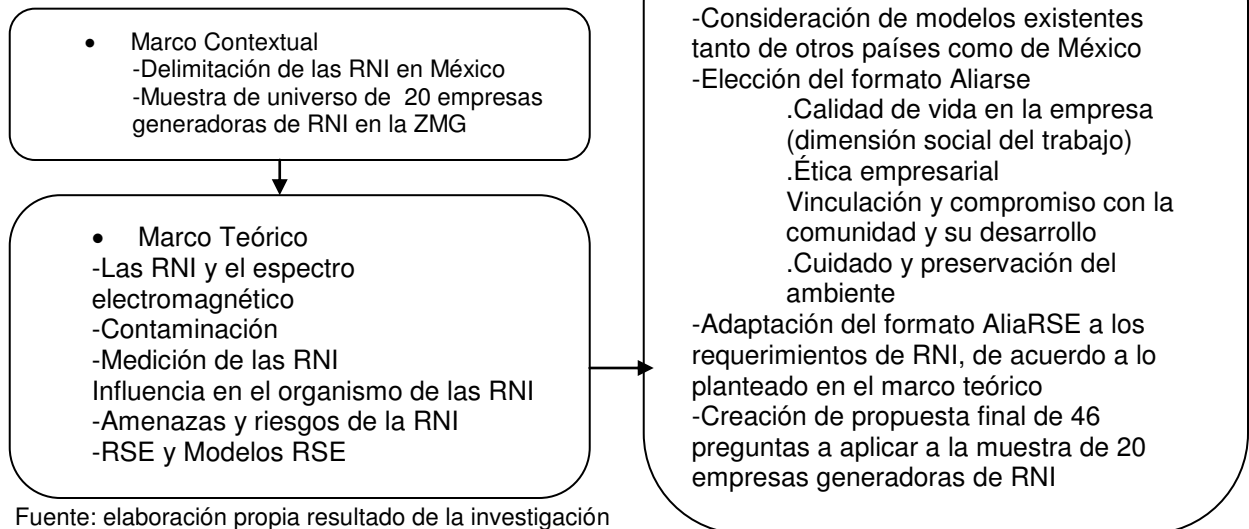 • Marco Contextual
-Delimitación de las RNI en México
-Muestra de universo de 20 empresas
generadoras de RNI en la ZMG
• Marco Teórico
-Las RNI y el espectro
electromagnético
-Contaminación
-Medición de las RNI
Influencia en el organismo de las RNI
-Amenazas y riesgos de la RNI
-RSE y Modelos RSE
-Consideración de modelos existentes
tanto de otros países como de México
-Elección del formato Aliarse
.Calidad de vida en la empresa
(dimensión social del trabajo)
.Ética empresarial
Vinculación y compromiso con la
comunidad y su desarrollo
.Cuidado y preservación del
ambiente
-Adaptación del formato AliaRSE a los
requerimientos de RNI, de acuerdo a lo
planteado en el marco teórico
-Creación de propuesta final de 46
preguntas a aplicar a la muestra de 20
empresas generadoras de RNI
Fuente: elaboración propia resultado de la investigación